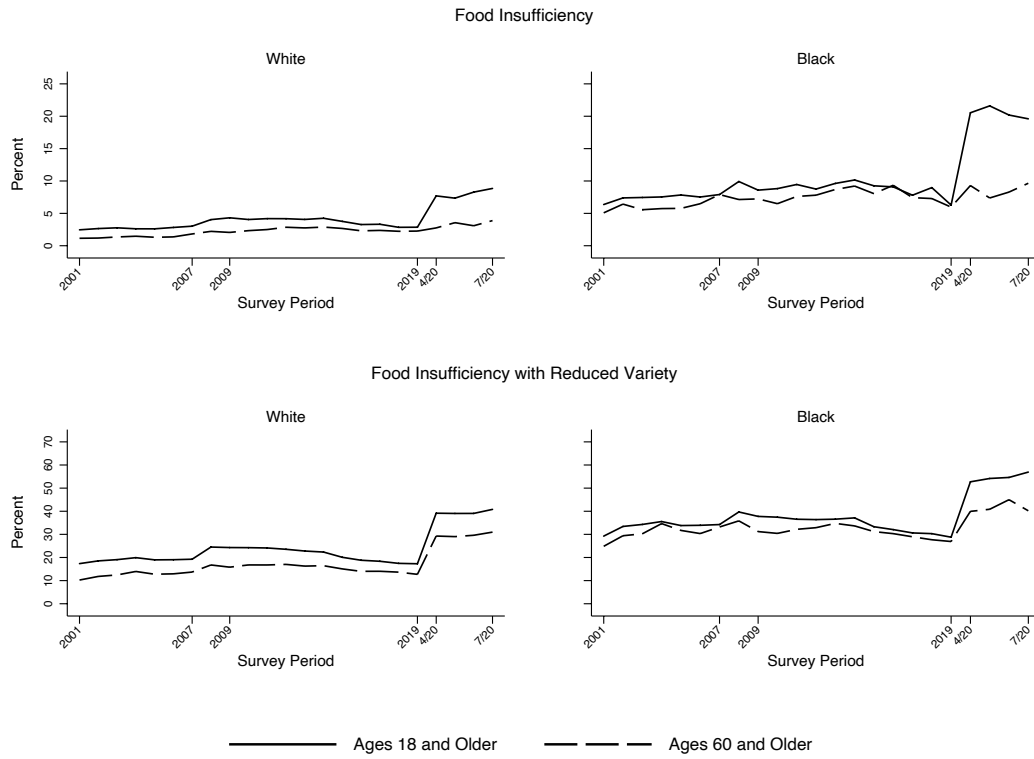 Food Insufficiency
White
Black
Percent
25
20
15
10
5
0
2001
2007
2009
2019
4/20
7/20
Survey Period
2001
2007
2009
2019
4/20
7/20
Survey Period
Food Insufficiency with Reduced Variety
White
Black
Percent
70
60
50
40
30
20
10
0
2001
2007
2009
2019
4/20
7/20
Survey Period
2001
2007
2009
2019
4/20
7/20
Survey Period
Ages 18 and Older
Ages 60 and Older